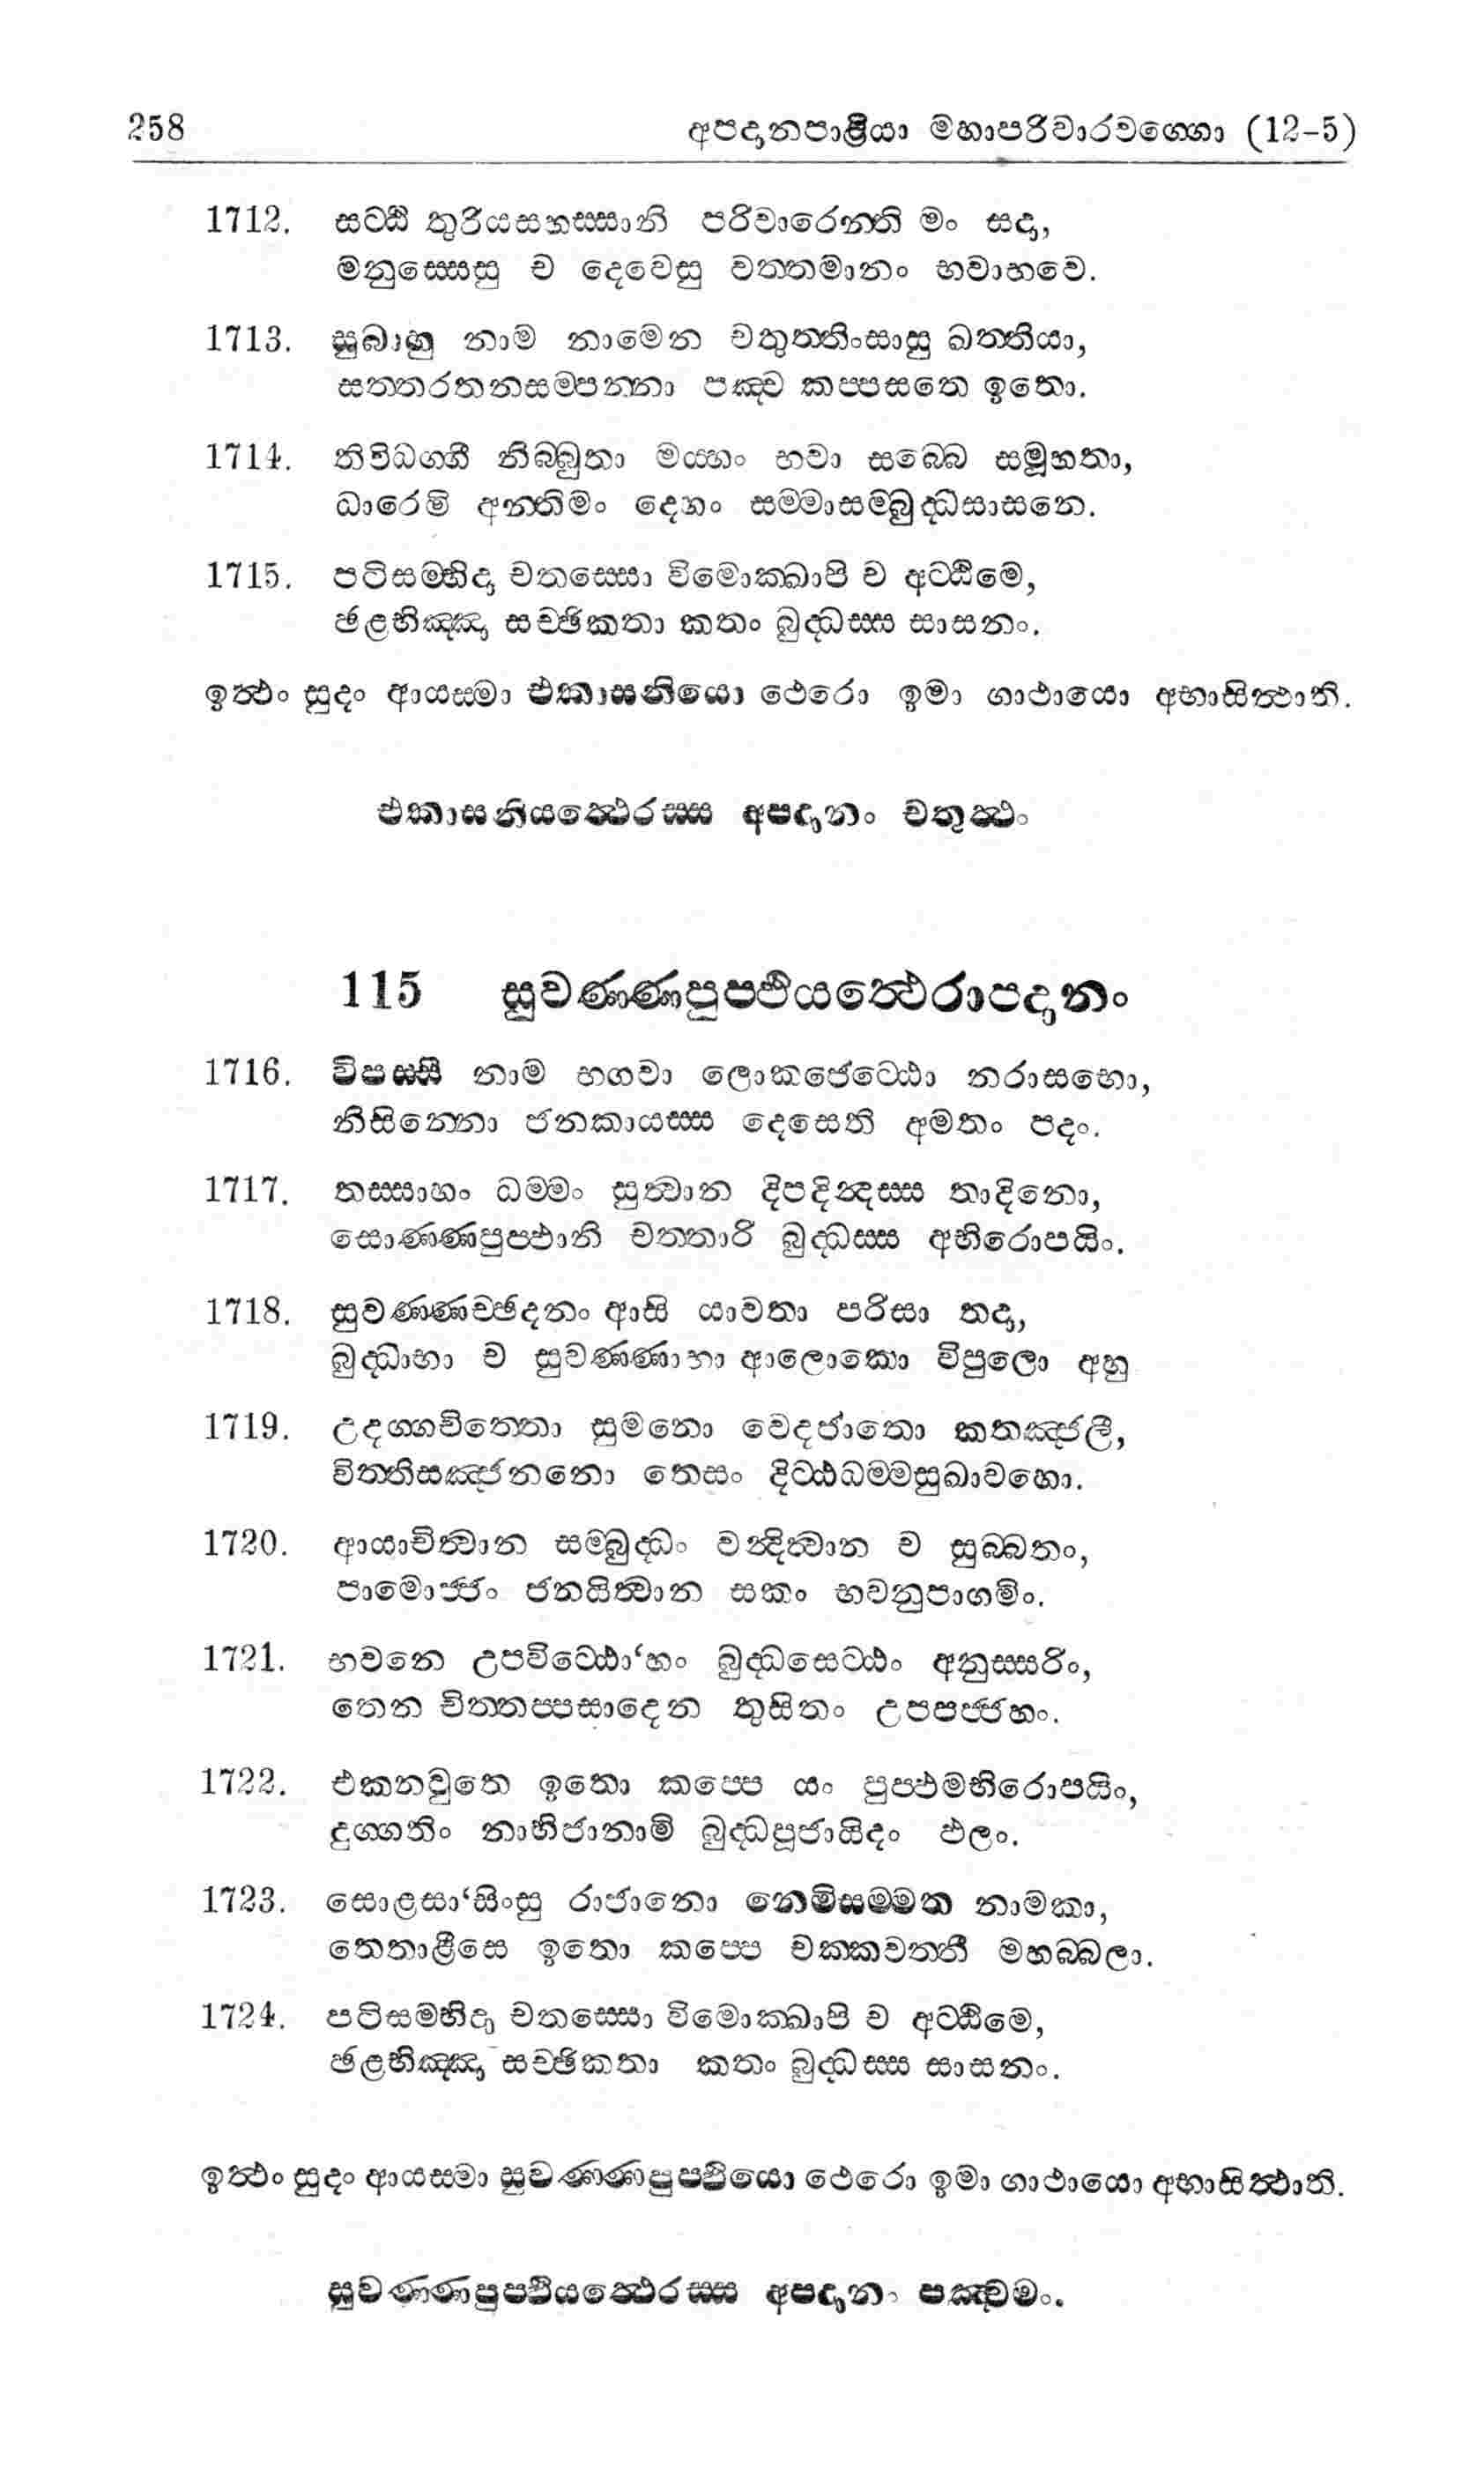 258 අපදානපාළියා මහාපරිවාරවග්ගො (12-5)
1712. සට්ඨි තුරියසහස්සානි පරිවාරෙන්ති මං සදා,
මනුස්සෙසු ච දෙවෙසු වත්තමානං භවාභවෙ.
1713. සුබාහු නාම නාමෙන චතුත්තිංසාසු ඛත්තියා,
සත්තරතනසම්පන්නා පඤ්ච කප්පසතෙ ඉතො.
1714. තිවිධග්ගී නිබ්බුතා මය්හං භවා සබ්බෙ සමූහතා,
ධාරෙමි අන්තිමං දෙහං සම්මාසම්බුද්ධසාසනෙ.
1715. පටිසම්භිදා චතස්සො විමොක්ඛාපි ච අට්ඨිමෙ,
ඡළභිඤ්ඤා සච්ඡිකතා කතං බුද්ධස්ස සාසනං.
ඉත්ථං සුදං ආයස්මා එකාසනියො ථෙරො ඉමා ගාථායො අභාසිත්ථාති.
එකාසනියත්ථෙරස්ස අපදානං චතුත්ථං
115 සුවණ්ණපුප්ඵියත්ථෙරාපදානං
1716. විපස්සී නාම භගවා ලොකජෙට්ඨො නරාසභො,
නිසින්නො ජනකායස්ස දෙසෙති අමතං පදං.
1717. තස්සාහං ධම්මං සුත්වාන දිපදින්දස්ස තාදිනො,
සොණ්ණපුප්ඵානි චත්තාරි බුද්ධස්ස අභිරොපයිං.
1718. සුවණ්ණච්ඡදනං ආසි යාවතා පරිසා තදා,
බුද්ධාභා ච සුවණ්ණාභා ආලොකො විපුලො අහු
1719. උදග්ගචිත්තො සුමනො වෙදජාතො කතඤ්ජලී,
විත්තිසඤ්ජනනො තෙසං දිට්ඨධම්මසුඛාවහො.
1720. ආයාචිත්වාන සම්බුද්ධං වන්දිත්වාන ච සුබ්බතං,
පාමොජ්ජං ජනයිත්වාන සකං භවනුපාගමිං.
1721. භවනෙ උපවිට්ඨො‘හං බුද්ධසෙට්ඨං අනුස්සරිං,
තෙන චිත්තප්පසාදෙන තුසිතං උපපජ්ජහං.
1722. එකනවුතෙ ඉතො කප්පෙ යං පුප්ඵමභිරොපයිං,
දුග්ගතිං නාභිජානාමි බුද්ධපූජායිදං ඵලං.
1723. සොළසා‘සිංසු රාජානො නෙමිසම්මත නාමකා,
තෙතාළීසෙ ඉතො කප්පෙ චක්කවත්තී මහබ්බලා.
1724. පටිසම්භිදා චතස්සො විමොක්ඛාපි ච අට්ඨිමෙ,
ඡළභිඤ්ඤා සච්ඡිකතා කතං බුද්ධස්ස සාසනං.
ඉත්ථං සුදං ආයස්මා සුවණ්ණපුප්ඵියො ථෙරො ඉමා ගාථායො අභාසිත්ථාති.
සුවණ්ණපුප්ඵියත්ථෙරස්ස අපදානං පඤ්චමං.